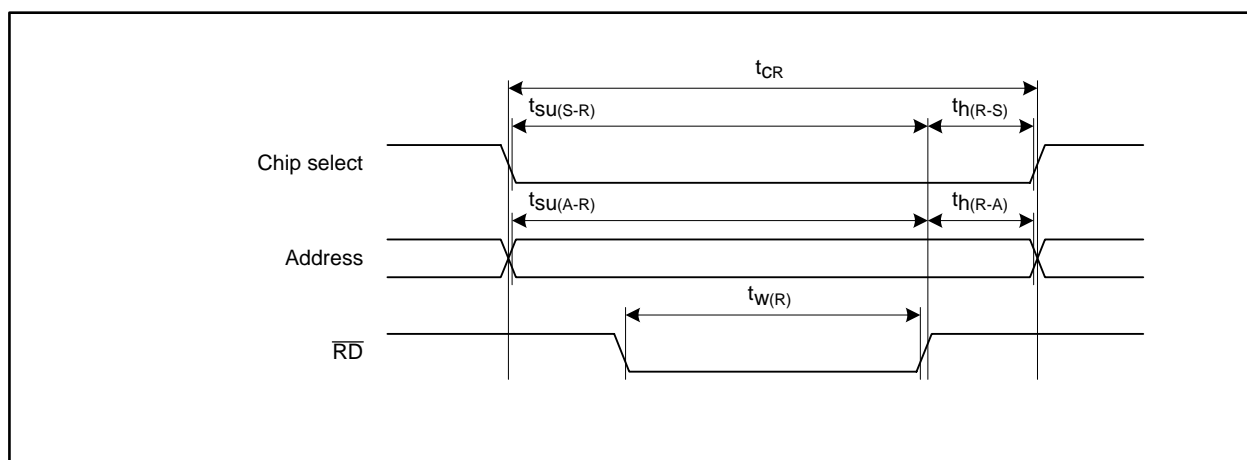 tCR
tsu(S-R) th(R-S)
Chip select
tsu(A-R) th(R-A)
Address
tw(R)
RD